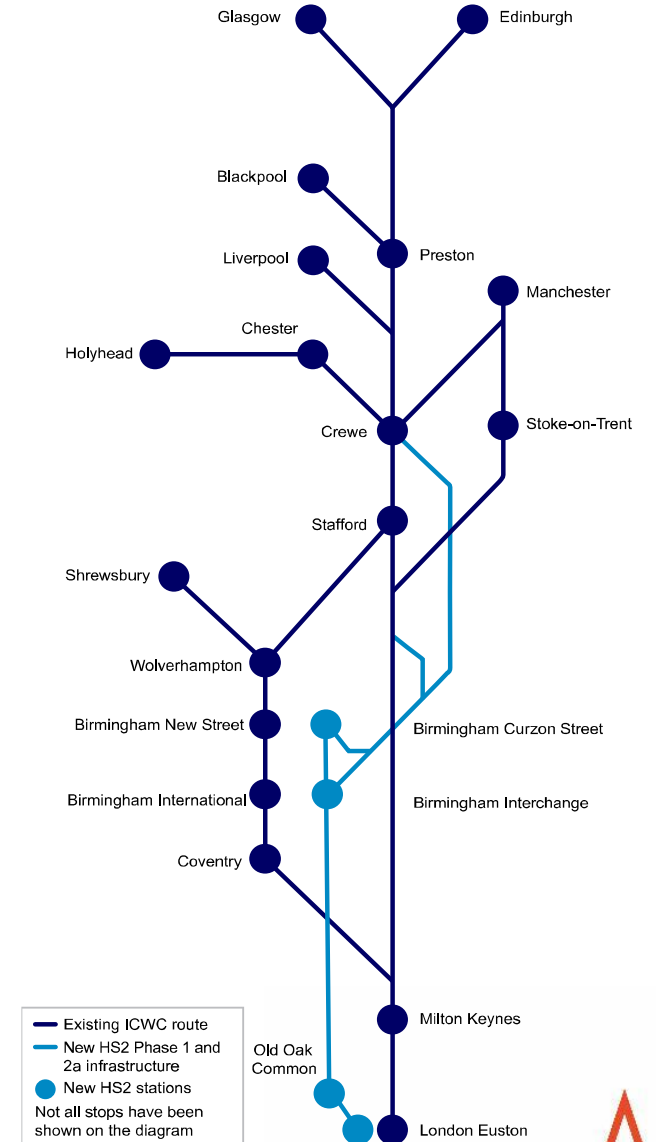 Glasgow
Edinburgh
Blackpool
Preston
Liverpool
Manchester
Chester
Holyhead
Crewe
Stoke-on-Trent
Stafford
Shrewsbury
Wolverhampton
Birmingham New Street
Birmingham Curzon Street
Birmingham International
Birmingham Interchange
Coventry
Milton Keynes
Old Oak
Common
London Euston
Existing ICWC route
New HS2 Phase 1 and
2a infrastructure
New HS2 stations
Not all stops have been
shown on the diagram